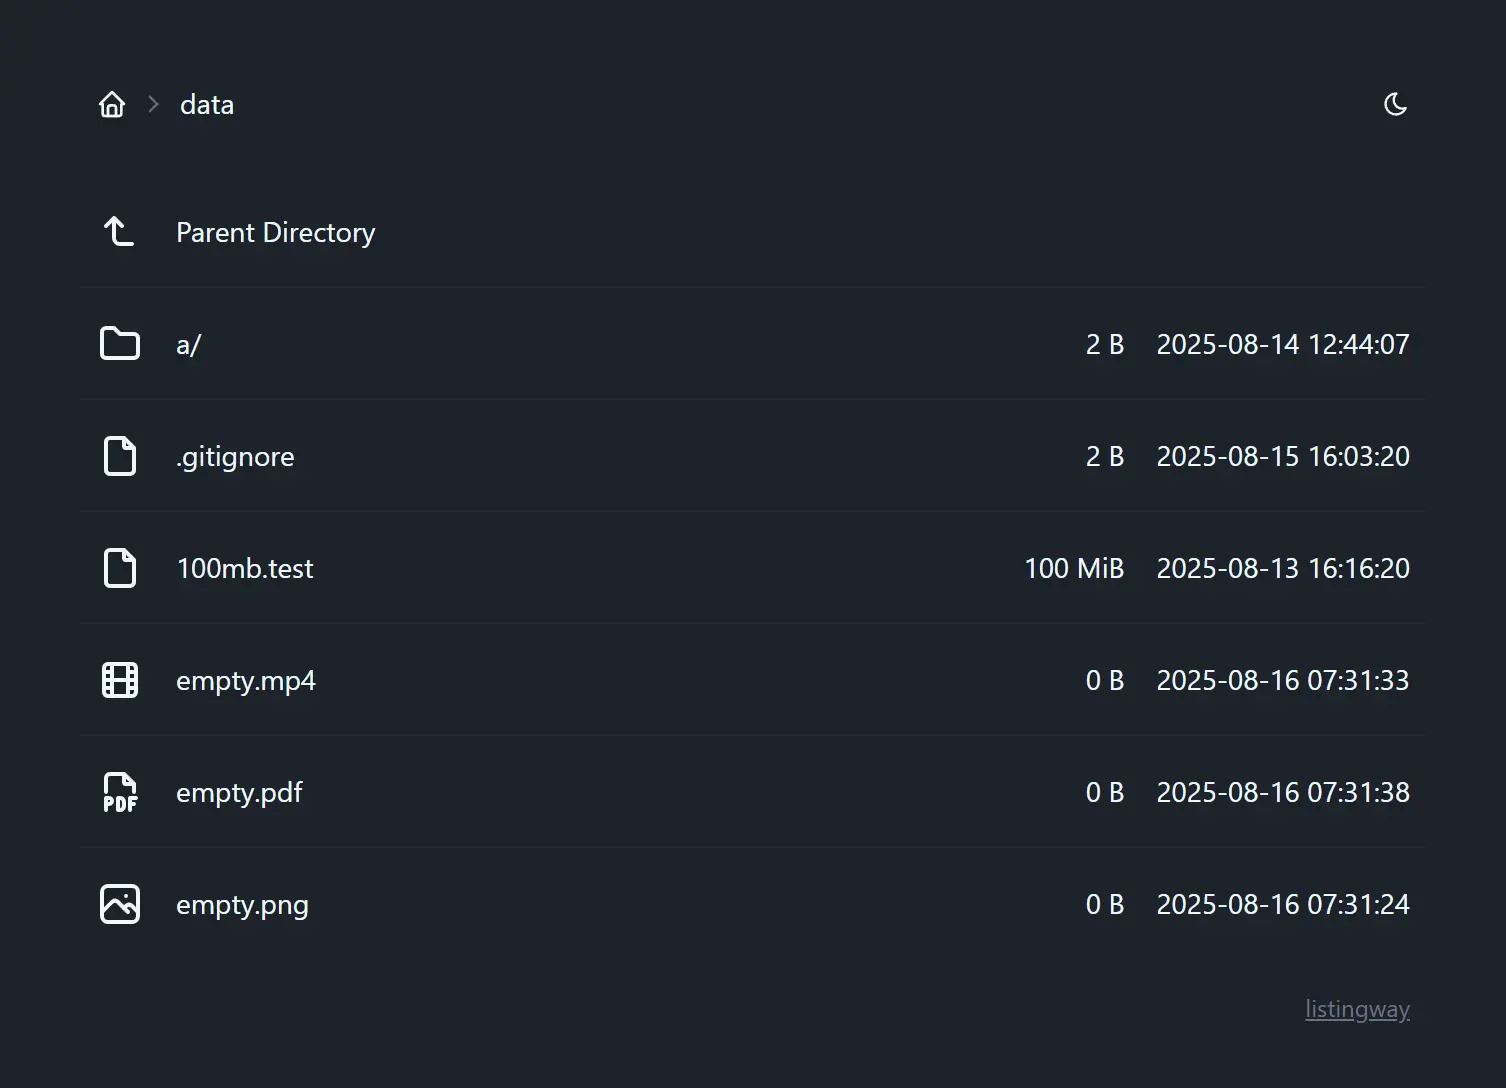 data
Parent Directory
a/ 2 B 2025-08-14 12:44:07
.gitignore 2 B 2025-08-15 16:03:20
100mb.test 100 MiB 2025-08-13 16:16:20
empty.mp4 0 B 2025-08-16 07:31:33
PDF empty.pdf 0 B 2025-08-16 07:31:38
empty.png 0 B 2025-08-16 07:31:24
listingway